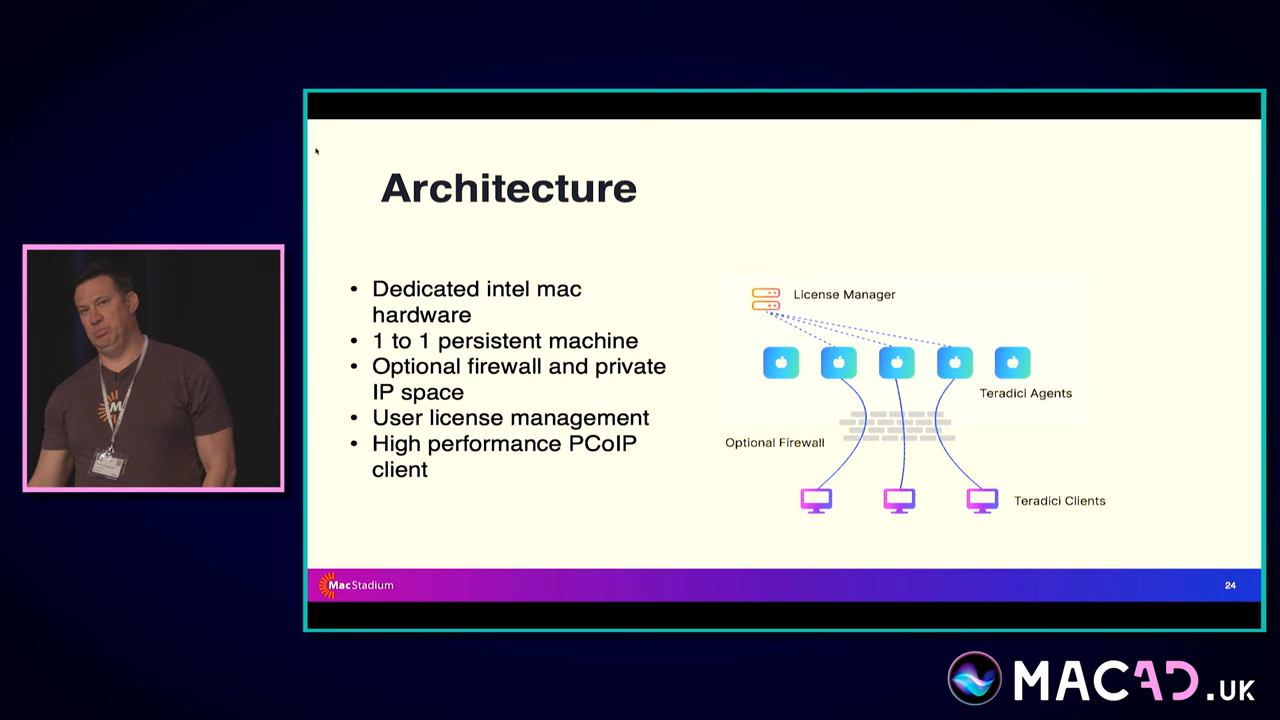 Architecture
• Dedicated intel mac
hardware
• 1 to 1 persistent machine
• Optional firewall and private
IP space
• User license management
• High performance PCoIP
client
License Manager
Teradici Agents
Optional Firewall
Teradici Clients
MacStadium
24
MACAD.UK